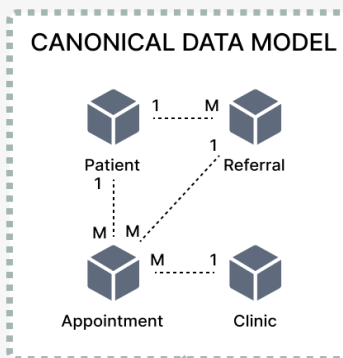 CANONICAL DATA MODEL
1 M
Patient Referral
1 1
M M
M 1
Appointment Clinic